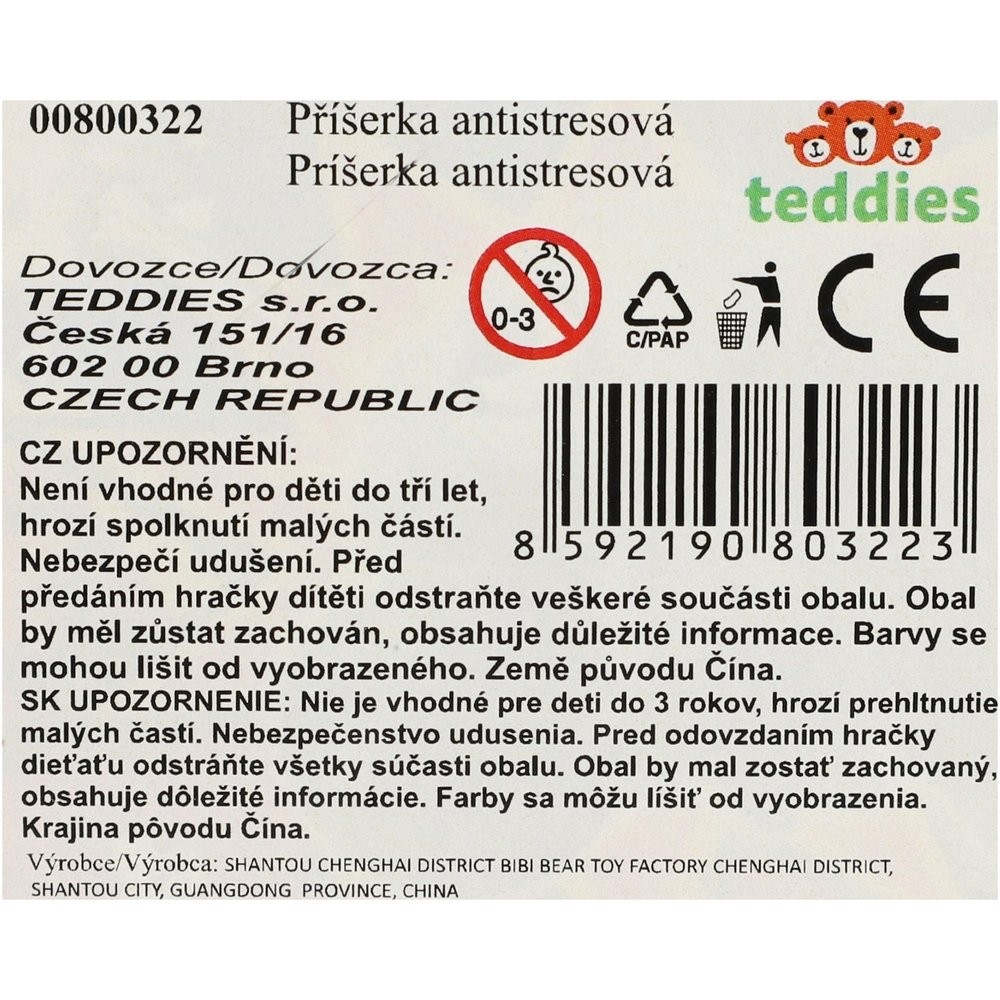 00800322 Příšerka antistresová
Príšerka antistresová
teddies
Dovozce/Dovozca:
TEDDIES s.r.o.
Česká 151/16
602 00 Brno
CZECH REPUBLIC
0-3
C/PAP
CE
8 592190 803223
CZ UPOZORNĚNÍ:
Není vhodné pro děti do tří let,
hrozí spolknutí malých částí.
Nebezpečí udušení. Před
předáním hračky dítěti odstraňte veškeré součásti obalu. Obal
by měl zůstat zachován, obsahuje důležité informace. Barvy se
mohou lišit od vyobrazeného. Země původu Čína.
SK UPOZORNENIE: Nie je vhodné pre deti do 3 rokov, hrozí prehltnutie
malých častí. Nebezpečenstvo udusenia. Pred odovzdaním hračky
dieťaťu odstráňte všetky súčasti obalu. Obal by mal zostať zachovaný,
obsahuje dôležité informácie. Farby sa môžu líšiť od vyobrazenia.
Krajina pôvodu Čína.
Výrobce/Výrobca: SHANTOU CHENGHAI DISTRICT BIBI BEAR TOY FACTORY CHENGHAI DISTRICT,
SHANTOU CITY, GUANGDONG PROVINCE, CHINA